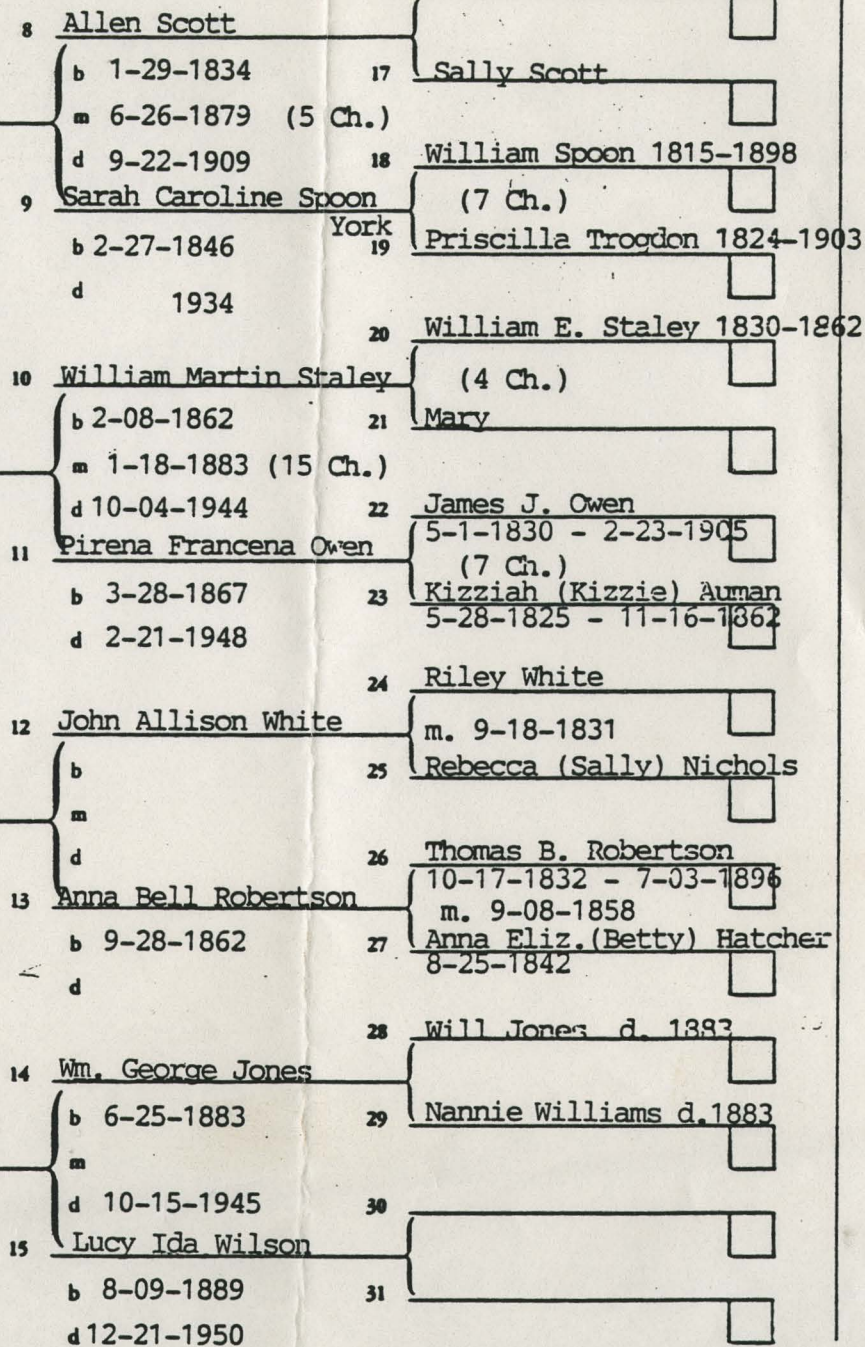 8 Allen Scott
b 1-29-1834
17 Sally Scott
m 6-26-1879 (5 Ch.)
d 9-22-1909
18 William Spoon 1815-1898
9 Sarah Caroline Spoon
(7 Ch.)
York
19 Priscilla Trogdon 1824-1903
b 2-27-1846
d 1934
20 William E. Staley 1830-1862
10 William Martin Staley
(4 Ch.)
b 2-08-1862
21 Mary
m 1-18-1883 (15 Ch.)
d 10-04-1944
22 James J. Owen
5-1-1830 - 2-23-1905
11 Pirena Francena Owen
(7 Ch.)
b 3-28-1867
23 Kizziah (Kizzie) Auman
5-28-1825 - 11-16-1862
d 2-21-1948
24 Riley White
12 John Allison White
m. 9-18-1831
b
25 Rebecca (Sally) Nichols
m
d
26 Thomas B. Robertson
10-17-1832 - 7-03-1896
13 Anna Bell Robertson
m. 9-08-1858
b 9-28-1862
27 Anna Eliz.(Betty) Hatcher
8-25-1842
d
28 Will Jones d. 1883
14 Wm. George Jones
b 6-25-1883
29 Nannie Williams d.1883
m
d 10-15-1945
30
15 Lucy Ida Wilson
b 8-09-1889
31
d 12-21-1950